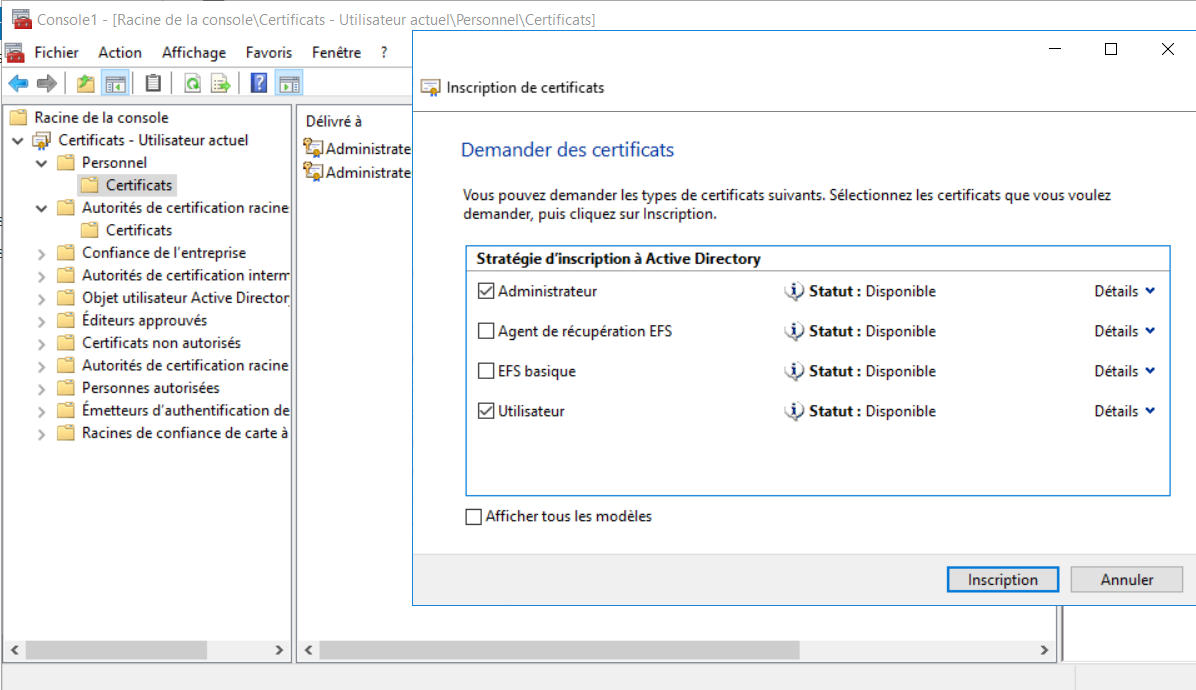 Console1 - [Racine de la console\Certificats - Utilisateur actuel\Personnel\Certificats]
Fichier Action Affichage Favoris Fenêtre ?
Racine de la console
Certificats - Utilisateur actuel
Personnel
Certificats
Autorités de certification racine
Certificats
Confiance de l'entreprise
Autorités de certification interm
Objet utilisateur Active Director
Éditeurs approuvés
Certificats non autorisés
Autorités de certification racine
Personnes autorisées
Émetteurs d'authentification de
Racines de confiance de carte à
Délivré à
Administrate
Administrate
Inscription de certificats
Demander des certificats
Vous pouvez demander les types de certificats suivants. Sélectionnez les certificats que vous voulez
demander, puis cliquez sur Inscription.
Stratégie d'inscription à Active Directory
Administrateur Statut : Disponible Détails
Agent de récupération EFS Statut : Disponible Détails
EFS basique Statut : Disponible Détails
Utilisateur Statut : Disponible Détails
Afficher tous les modèles
Inscription Annuler